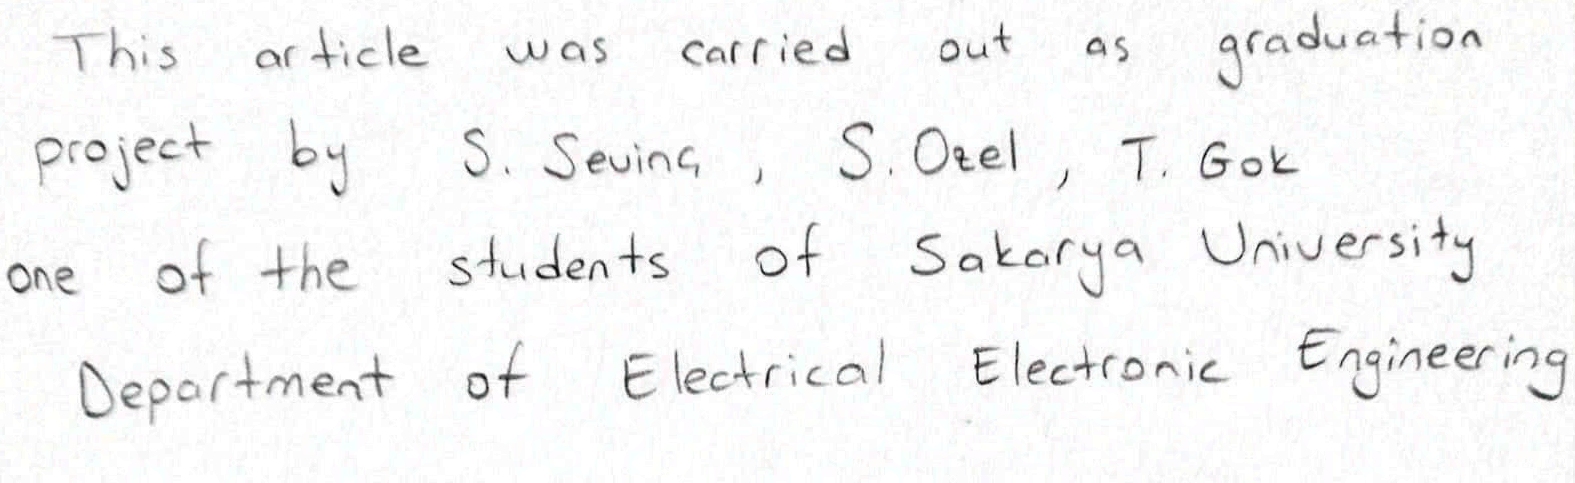 This article was carried out as graduation
project by S. Sevinç, S. Ozel, T. Gok
one of the students of Sakarya University
Department of Electrical Electronic Engineering